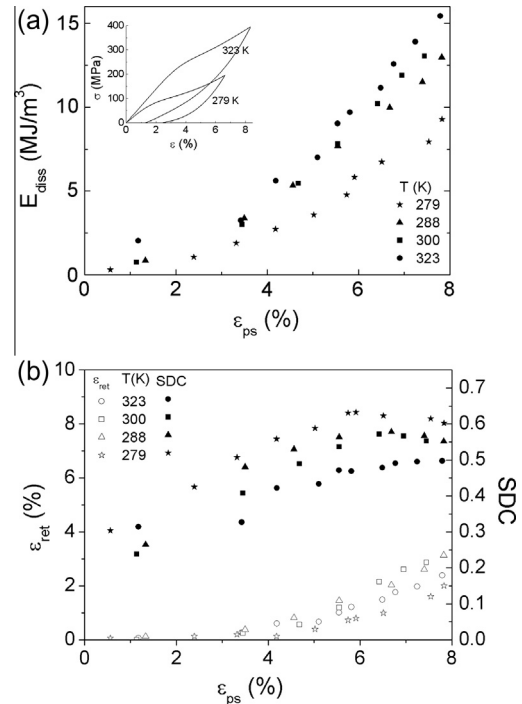 (a)
15
10
5
0
E_diss (MJ/m³)
400
300
200
100
0
σ (MPa)
323 K
279 K
0 2 4 6 8
ε (%)
T (K)
★ 279
▲ 288
■ 300
● 323
0 2 4 6 8
ε_ps (%)
(b)
10
8
6
4
2
0
ε_ret (%)
ε_ret T(K) SDC
○ 323 ●
□ 300 ■
△ 288 ▲
☆ 279 ★
0.7
0.6
0.5
0.4
0.3
0.2
0.1
0.0
SDC
0 2 4 6 8
ε_ps (%)